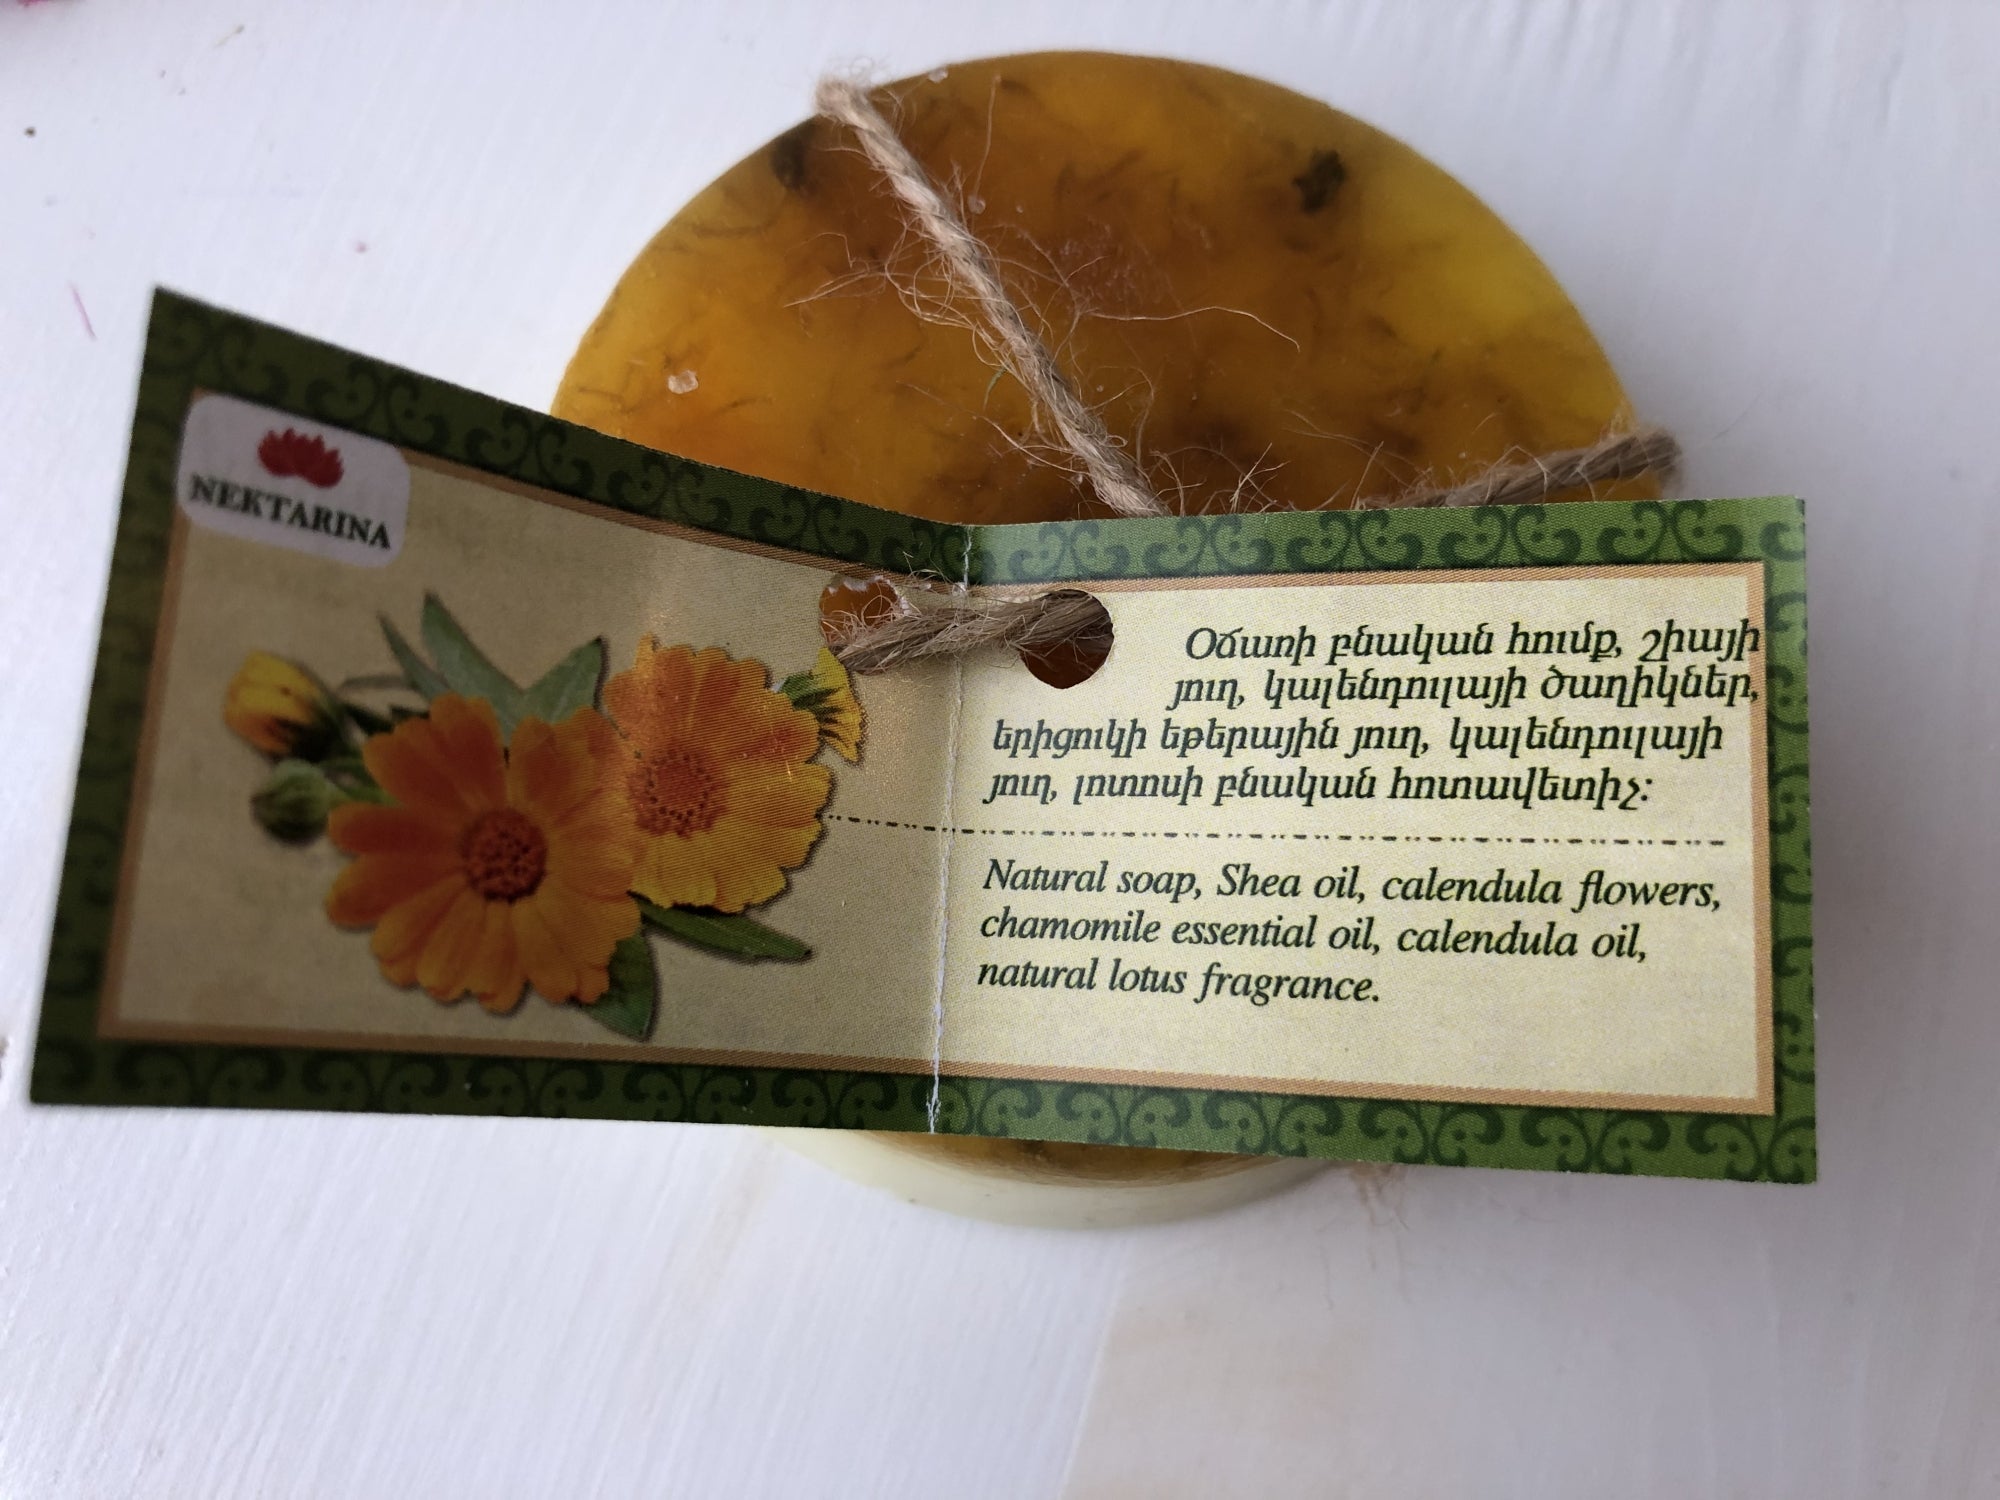 NEKTARINA
Օճառի բնական հումք, շիայի
յուղ, կալենդուլայի ծաղիկներ,
երիցուկի եթերային յուղ, կալենդուլայի
յուղ, լոտոսի բնական հոտավետիչ:
Natural soap, Shea oil, calendula flowers,
chamomile essential oil, calendula oil,
natural lotus fragrance.